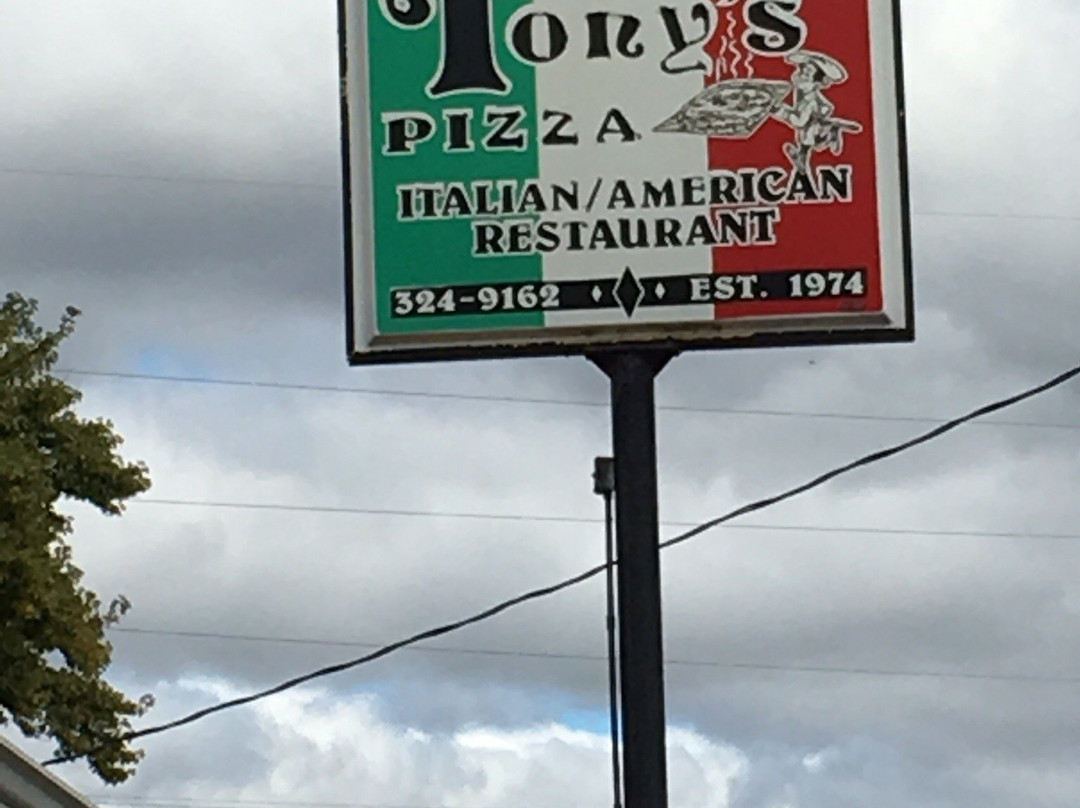 Tony's
PIZZA
ITALIAN/AMERICAN
RESTAURANT
324-9162 EST. 1974